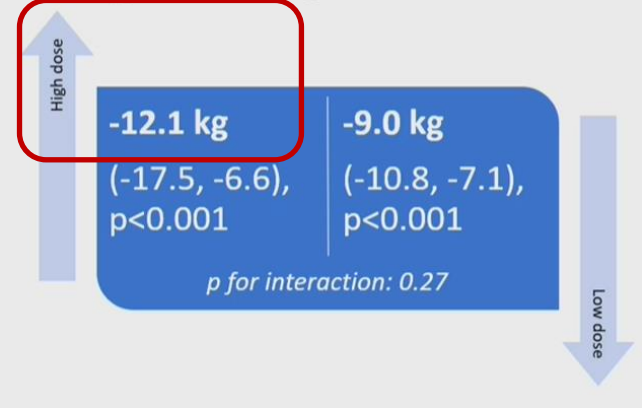 High dose
-12.1 kg
(-17.5, -6.6),
p<0.001
-9.0 kg
(-10.8, -7.1),
p<0.001
p for interaction: 0.27
Low dose